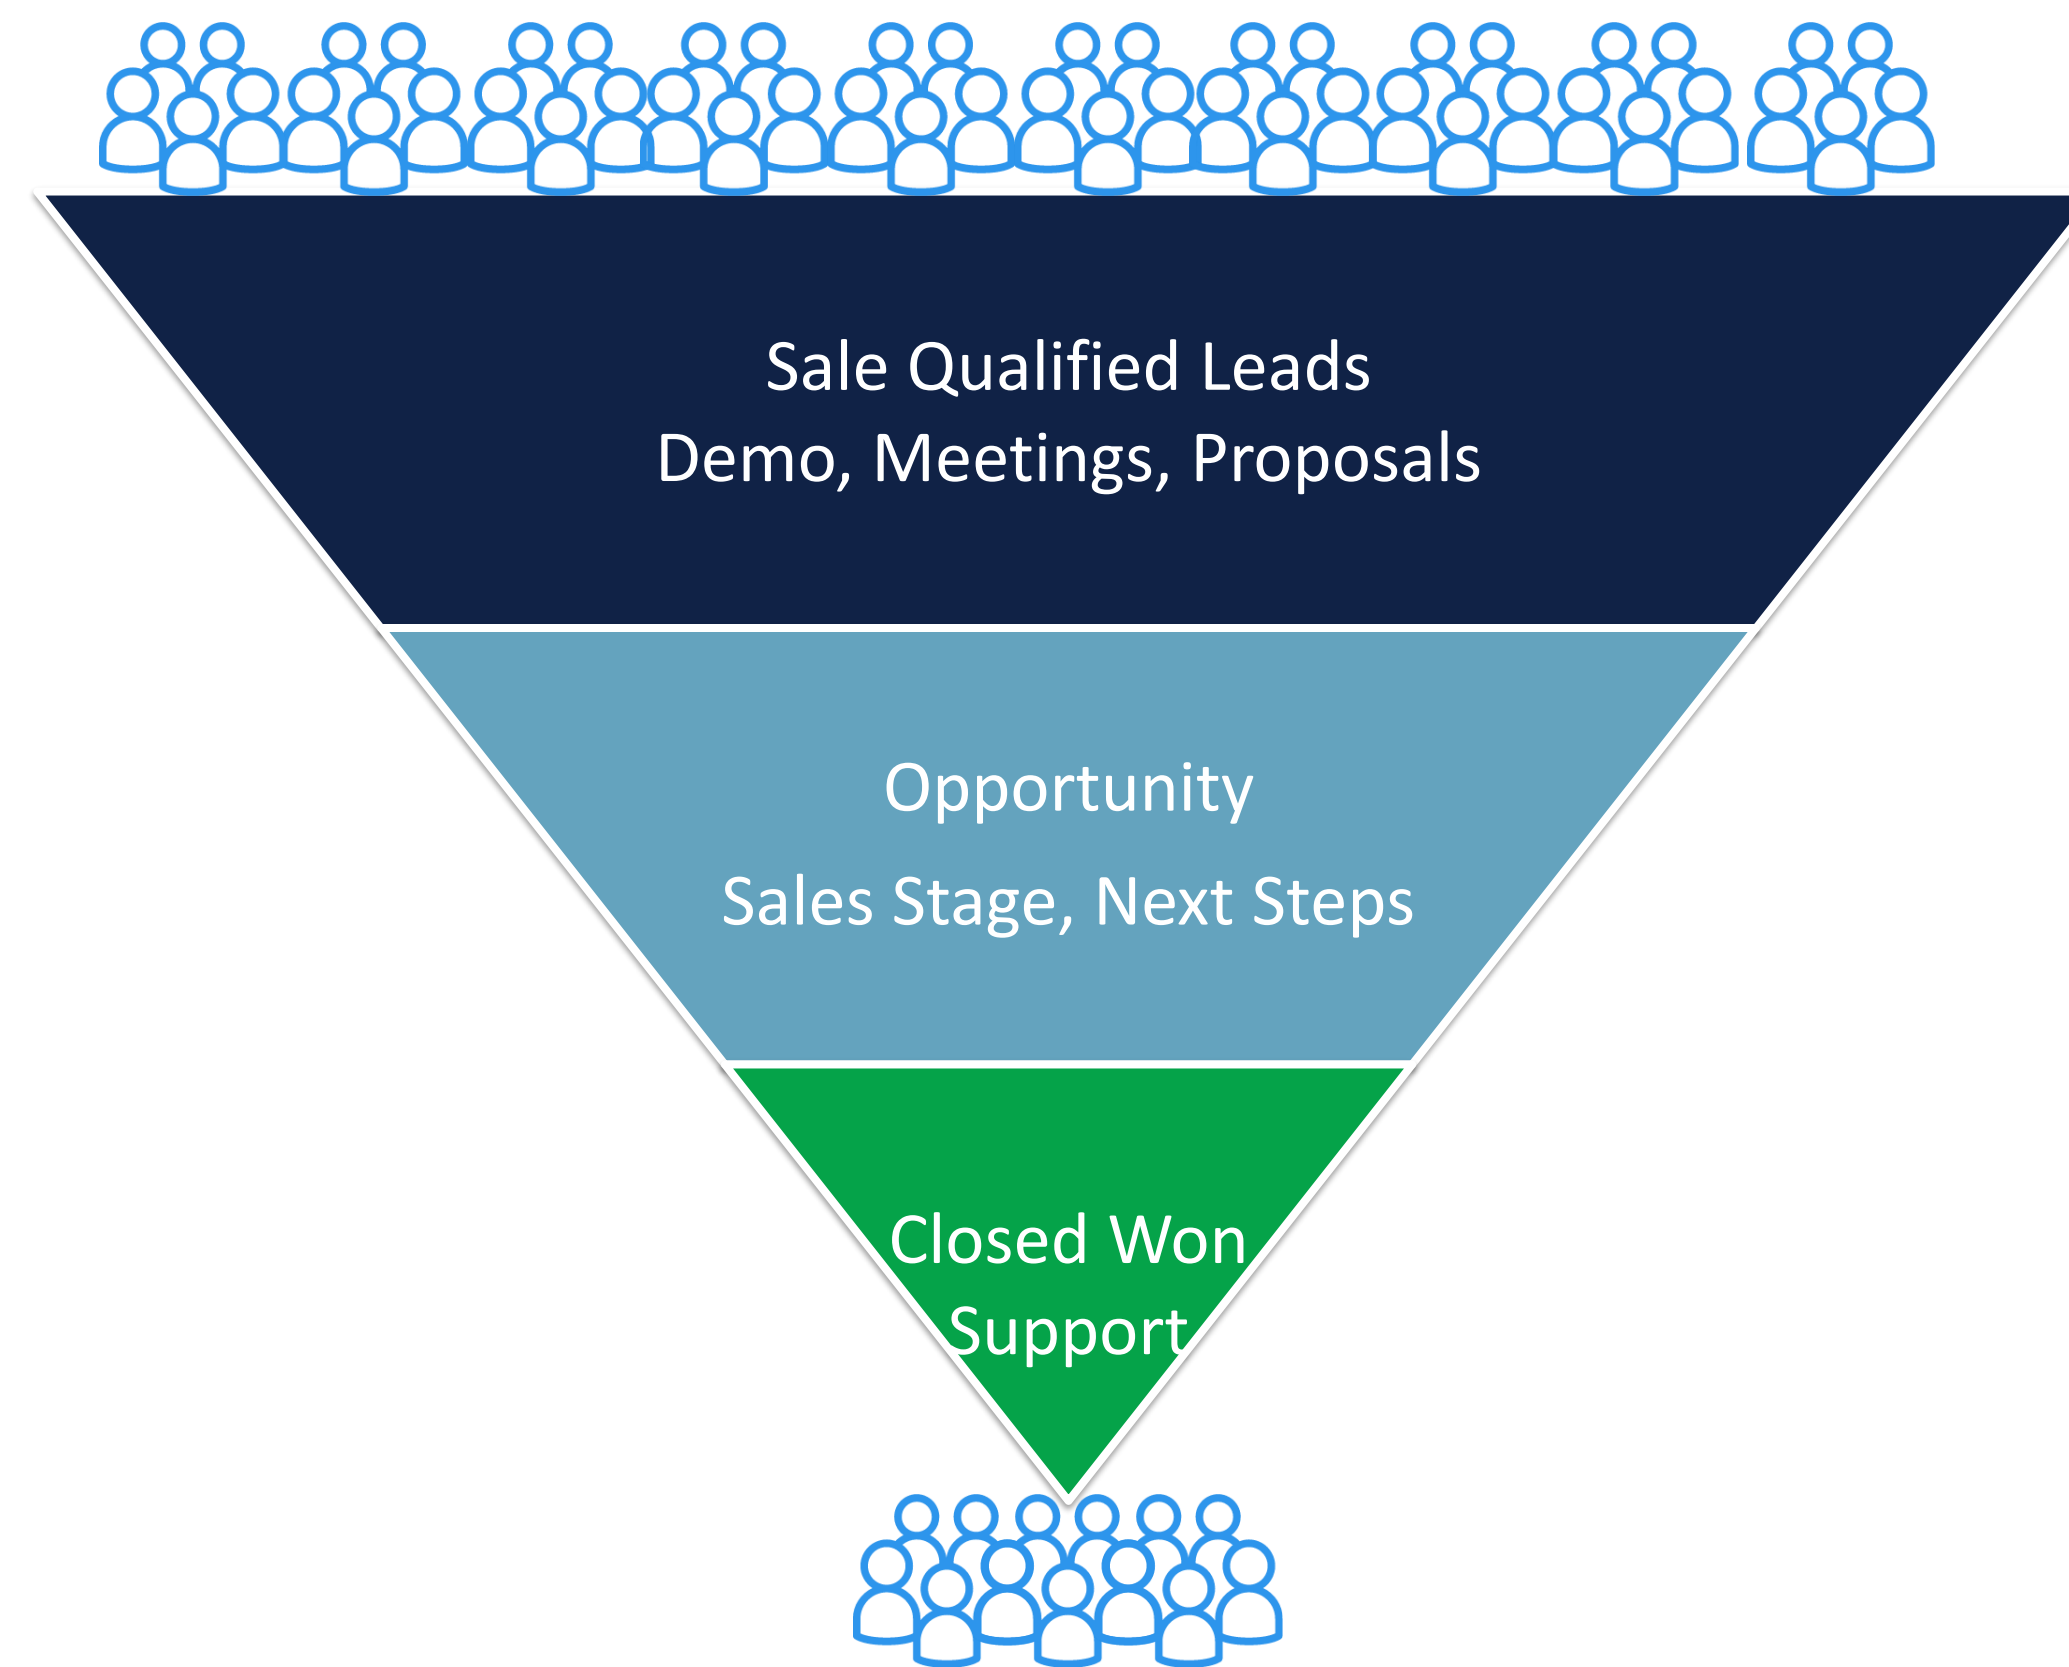 Sale Qualified Leads
Demo, Meetings, Proposals
Opportunity
Sales Stage, Next Steps
Closed Won
Support